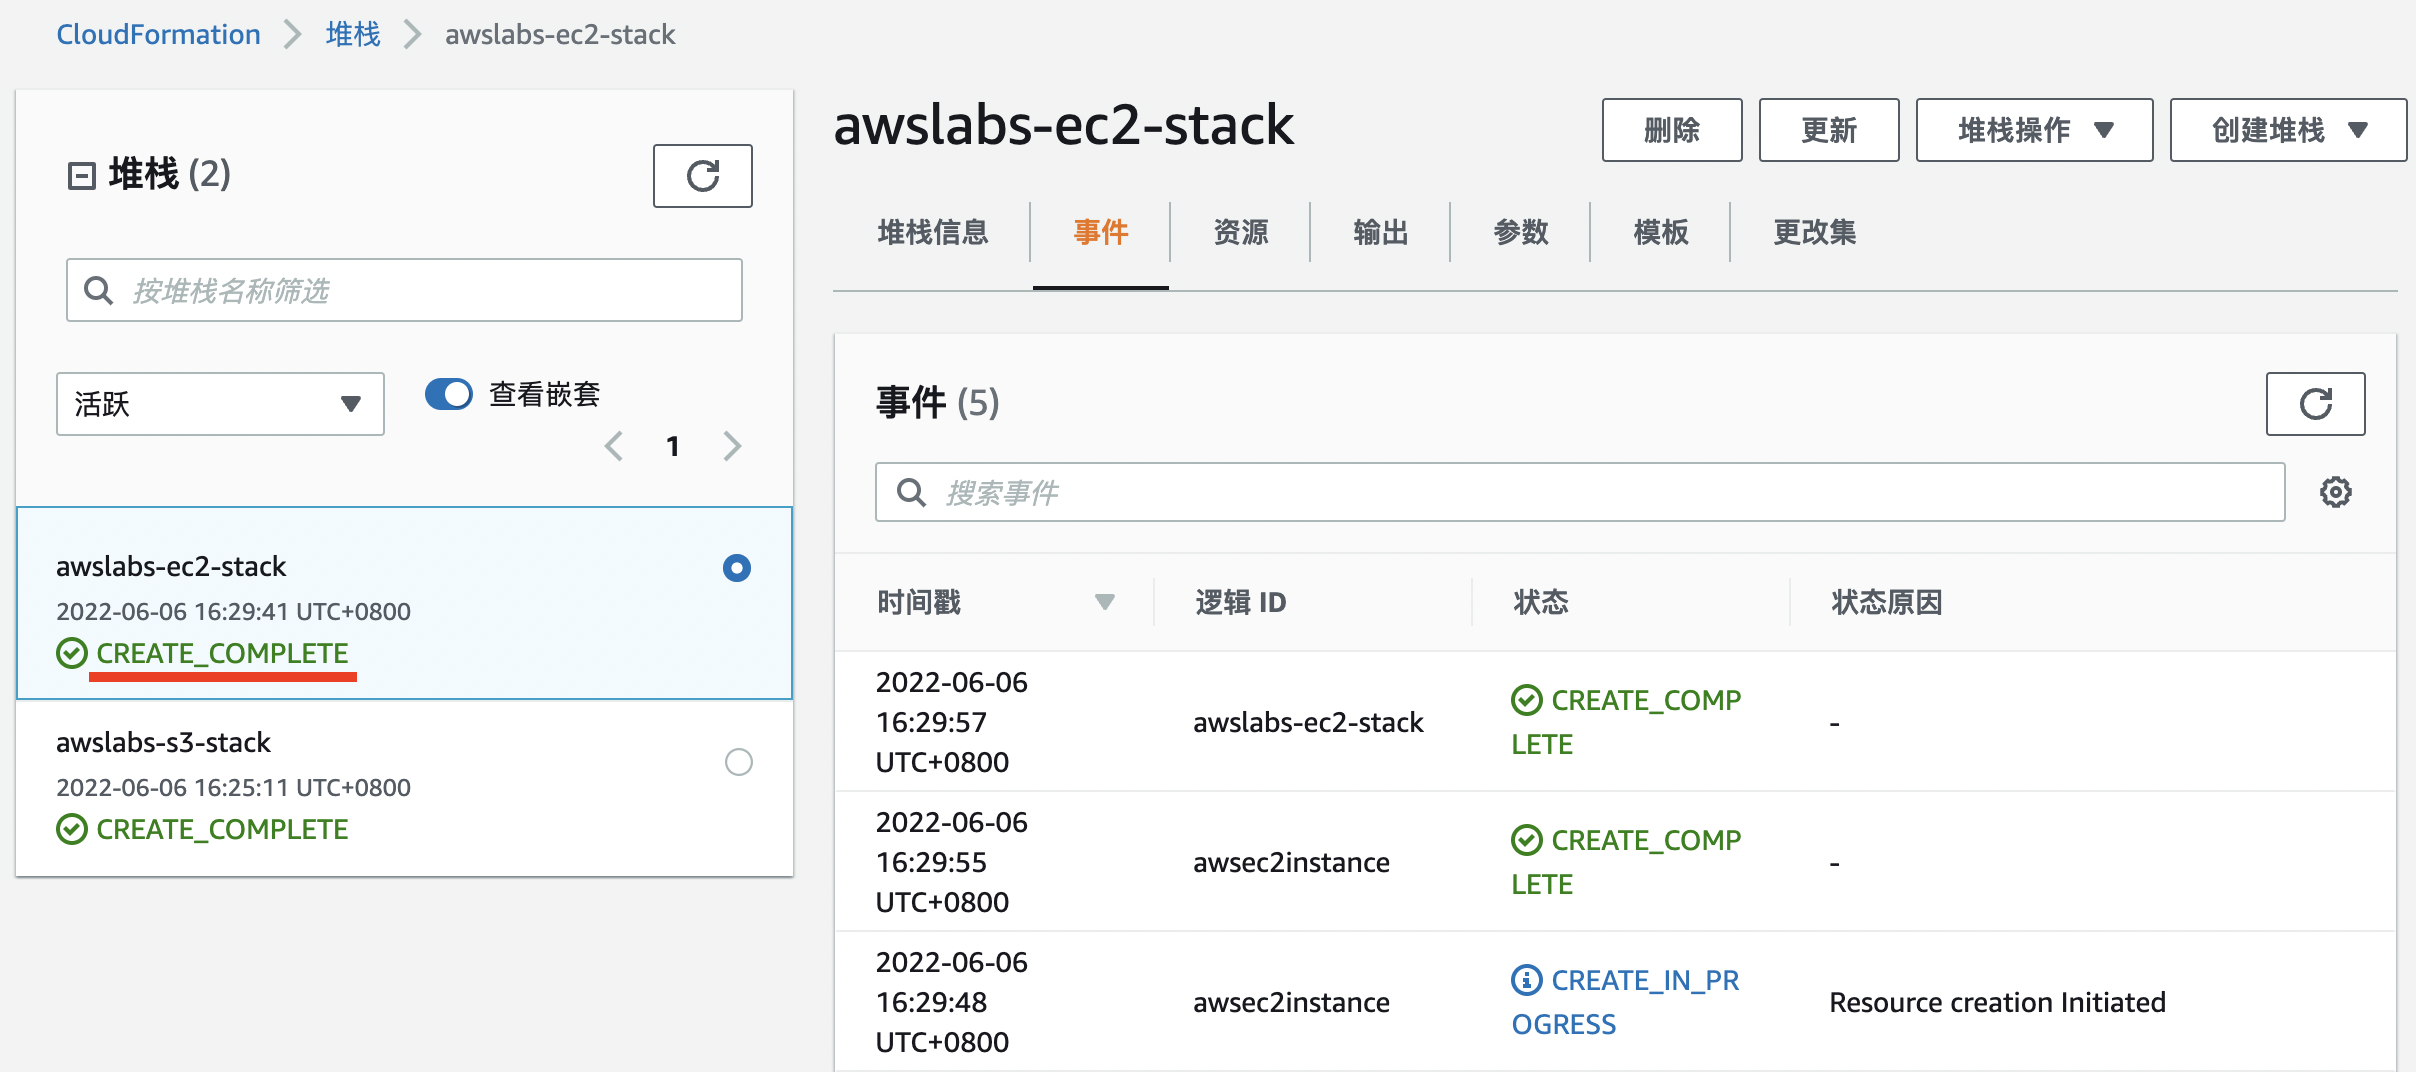 CloudFormation > 堆栈 > awslabs-ec2-stack
堆栈 (2)
按堆栈名称筛选
活跃
查看嵌套
1
awslabs-ec2-stack
2022-06-06 16:29:41 UTC+0800
CREATE_COMPLETE
awslabs-s3-stack
2022-06-06 16:25:11 UTC+0800
CREATE_COMPLETE
awslabs-ec2-stack
删除 更新 堆栈操作 创建堆栈
堆栈信息 事件 资源 输出 参数 模板 更改集
事件 (5)
搜索事件
时间戳 逻辑 ID 状态 状态原因
2022-06-06
16:29:57
UTC+0800
awslabs-ec2-stack
CREATE_COMP
LETE
-
2022-06-06
16:29:55
UTC+0800
awsec2instance
CREATE_COMP
LETE
-
2022-06-06
16:29:48
UTC+0800
awsec2instance
CREATE_IN_PR
OGRESS
Resource creation Initiated